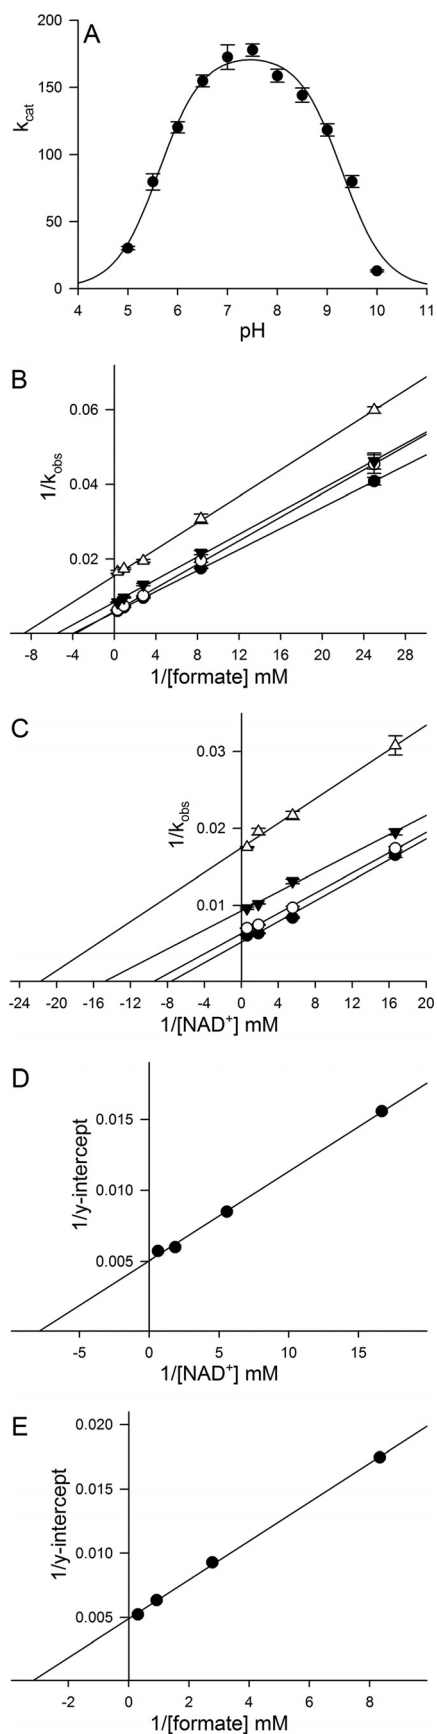 A
200
150
100
50
0
k_cat
4 5 6 7 8 9 10 11
pH
B
0.06
0.04
0.02
1/k_obs
-8 -4 0 4 8 12 16 20 24 28
1/[formate] mM
C
0.03
0.02
0.01
1/k_obs
-24 -20 -16 -12 -8 -4 0 4 8 12 16 20
1/[NAD⁺] mM
D
0.015
0.010
0.005
1/y-intercept
-5 0 5 10 15
1/[NAD⁺] mM
E
0.020
0.015
0.010
0.005
1/y-intercept
-2 0 2 4 6 8
1/[formate] mM